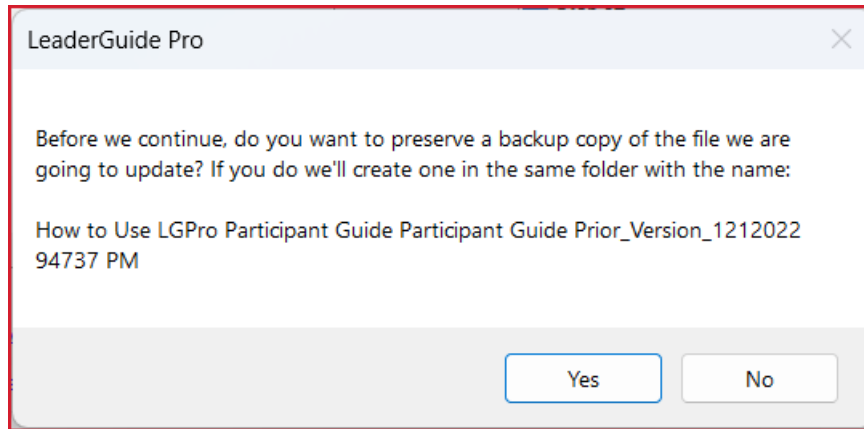 LeaderGuide Pro
Before we continue, do you want to preserve a backup copy of the file we are
going to update? If you do we'll create one in the same folder with the name:
How to Use LGPro Participant Guide Participant Guide Prior_Version_1212022
94737 PM
Yes
No